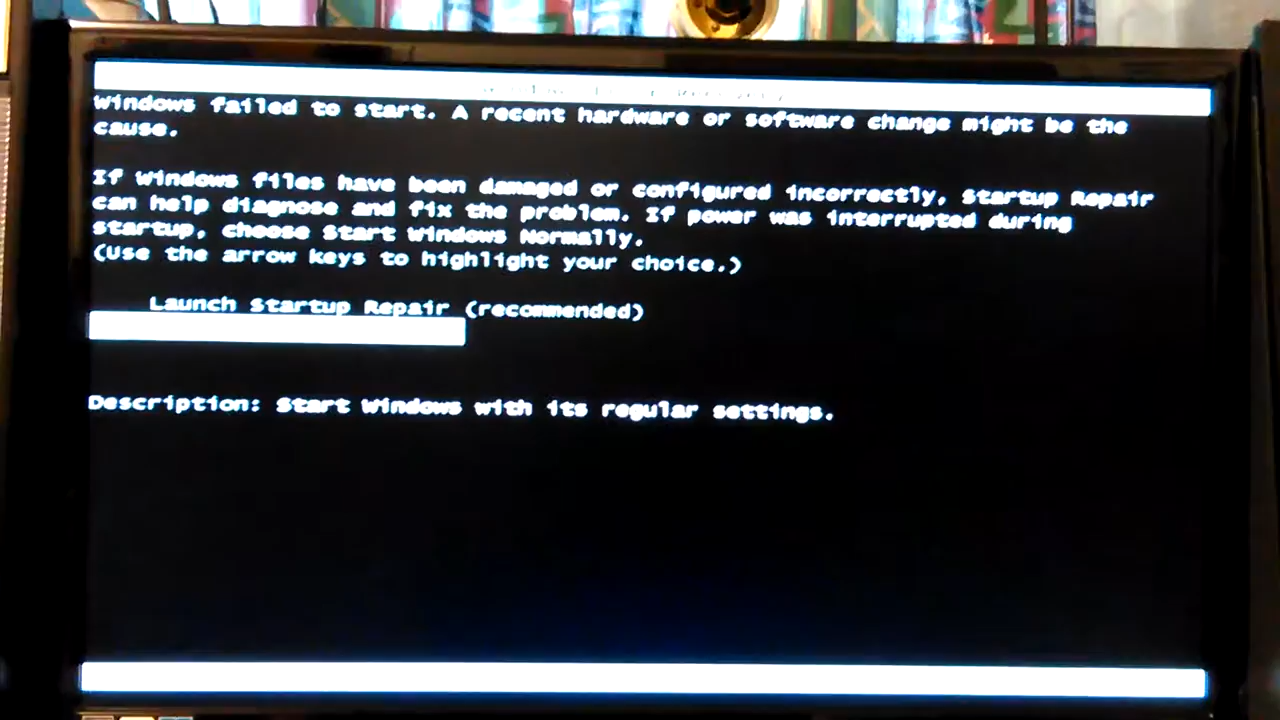 Windows failed to start. A recent hardware or software change might be the
cause.
If Windows files have been damaged or configured incorrectly, Startup Repair
can help diagnose and fix the problem. If power was interrupted during
startup, choose Start Windows Normally.
(Use the arrow keys to highlight your choice.)
Launch Startup Repair (recommended)
Description: Start Windows with its regular settings.